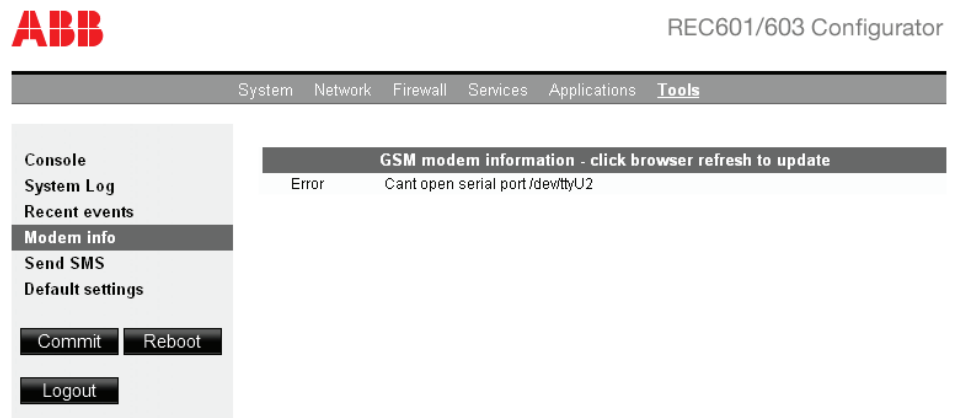 ABB
REC601/603 Configurator
System Network Firewall Services Applications Tools
Console
System Log
Recent events
Modem info
Send SMS
Default settings
Commit Reboot
Logout
GSM modem information - click browser refresh to update
Error Cant open serial port /dev/ttyU2